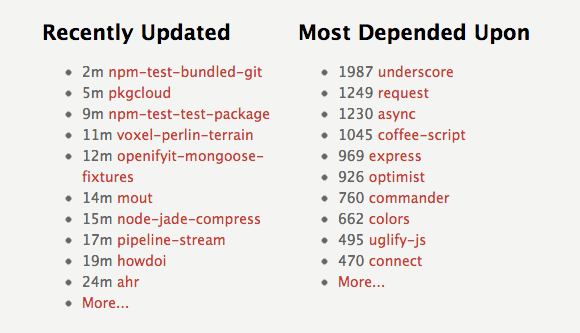 Recently Updated
2m npm-test-bundled-git
5m pkgcloud
9m npm-test-test-package
11m voxel-perlin-terrain
12m openifyit-mongoose-
fixtures
14m mout
15m node-jade-compress
17m pipeline-stream
19m howdoi
24m ahr
More...
Most Depended Upon
1987 underscore
1249 request
1230 async
1045 coffee-script
969 express
926 optimist
760 commander
662 colors
495 uglify-js
470 connect
More...